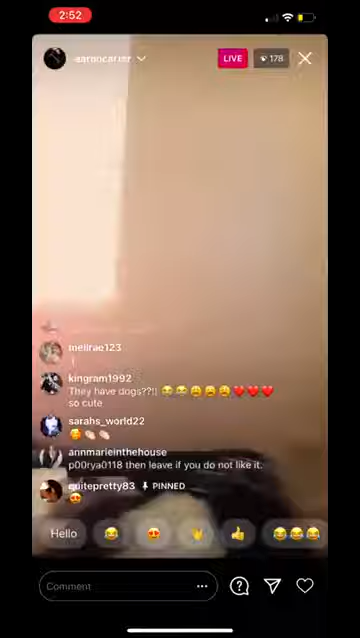 2:52
aaroncarter
LIVE 178
mellrae123
kingram1992
They have dogs??!! 😂😂😩😩😩❤️❤️❤️
so cute
sarahs_world22
🥰👏🏻👏🏻
annmarieinthehouse
p00rya0118 then leave if you do not like it.
quitepretty83 PINNED
😍
Hello 😂 😍 👍 😂😂😂
Comment